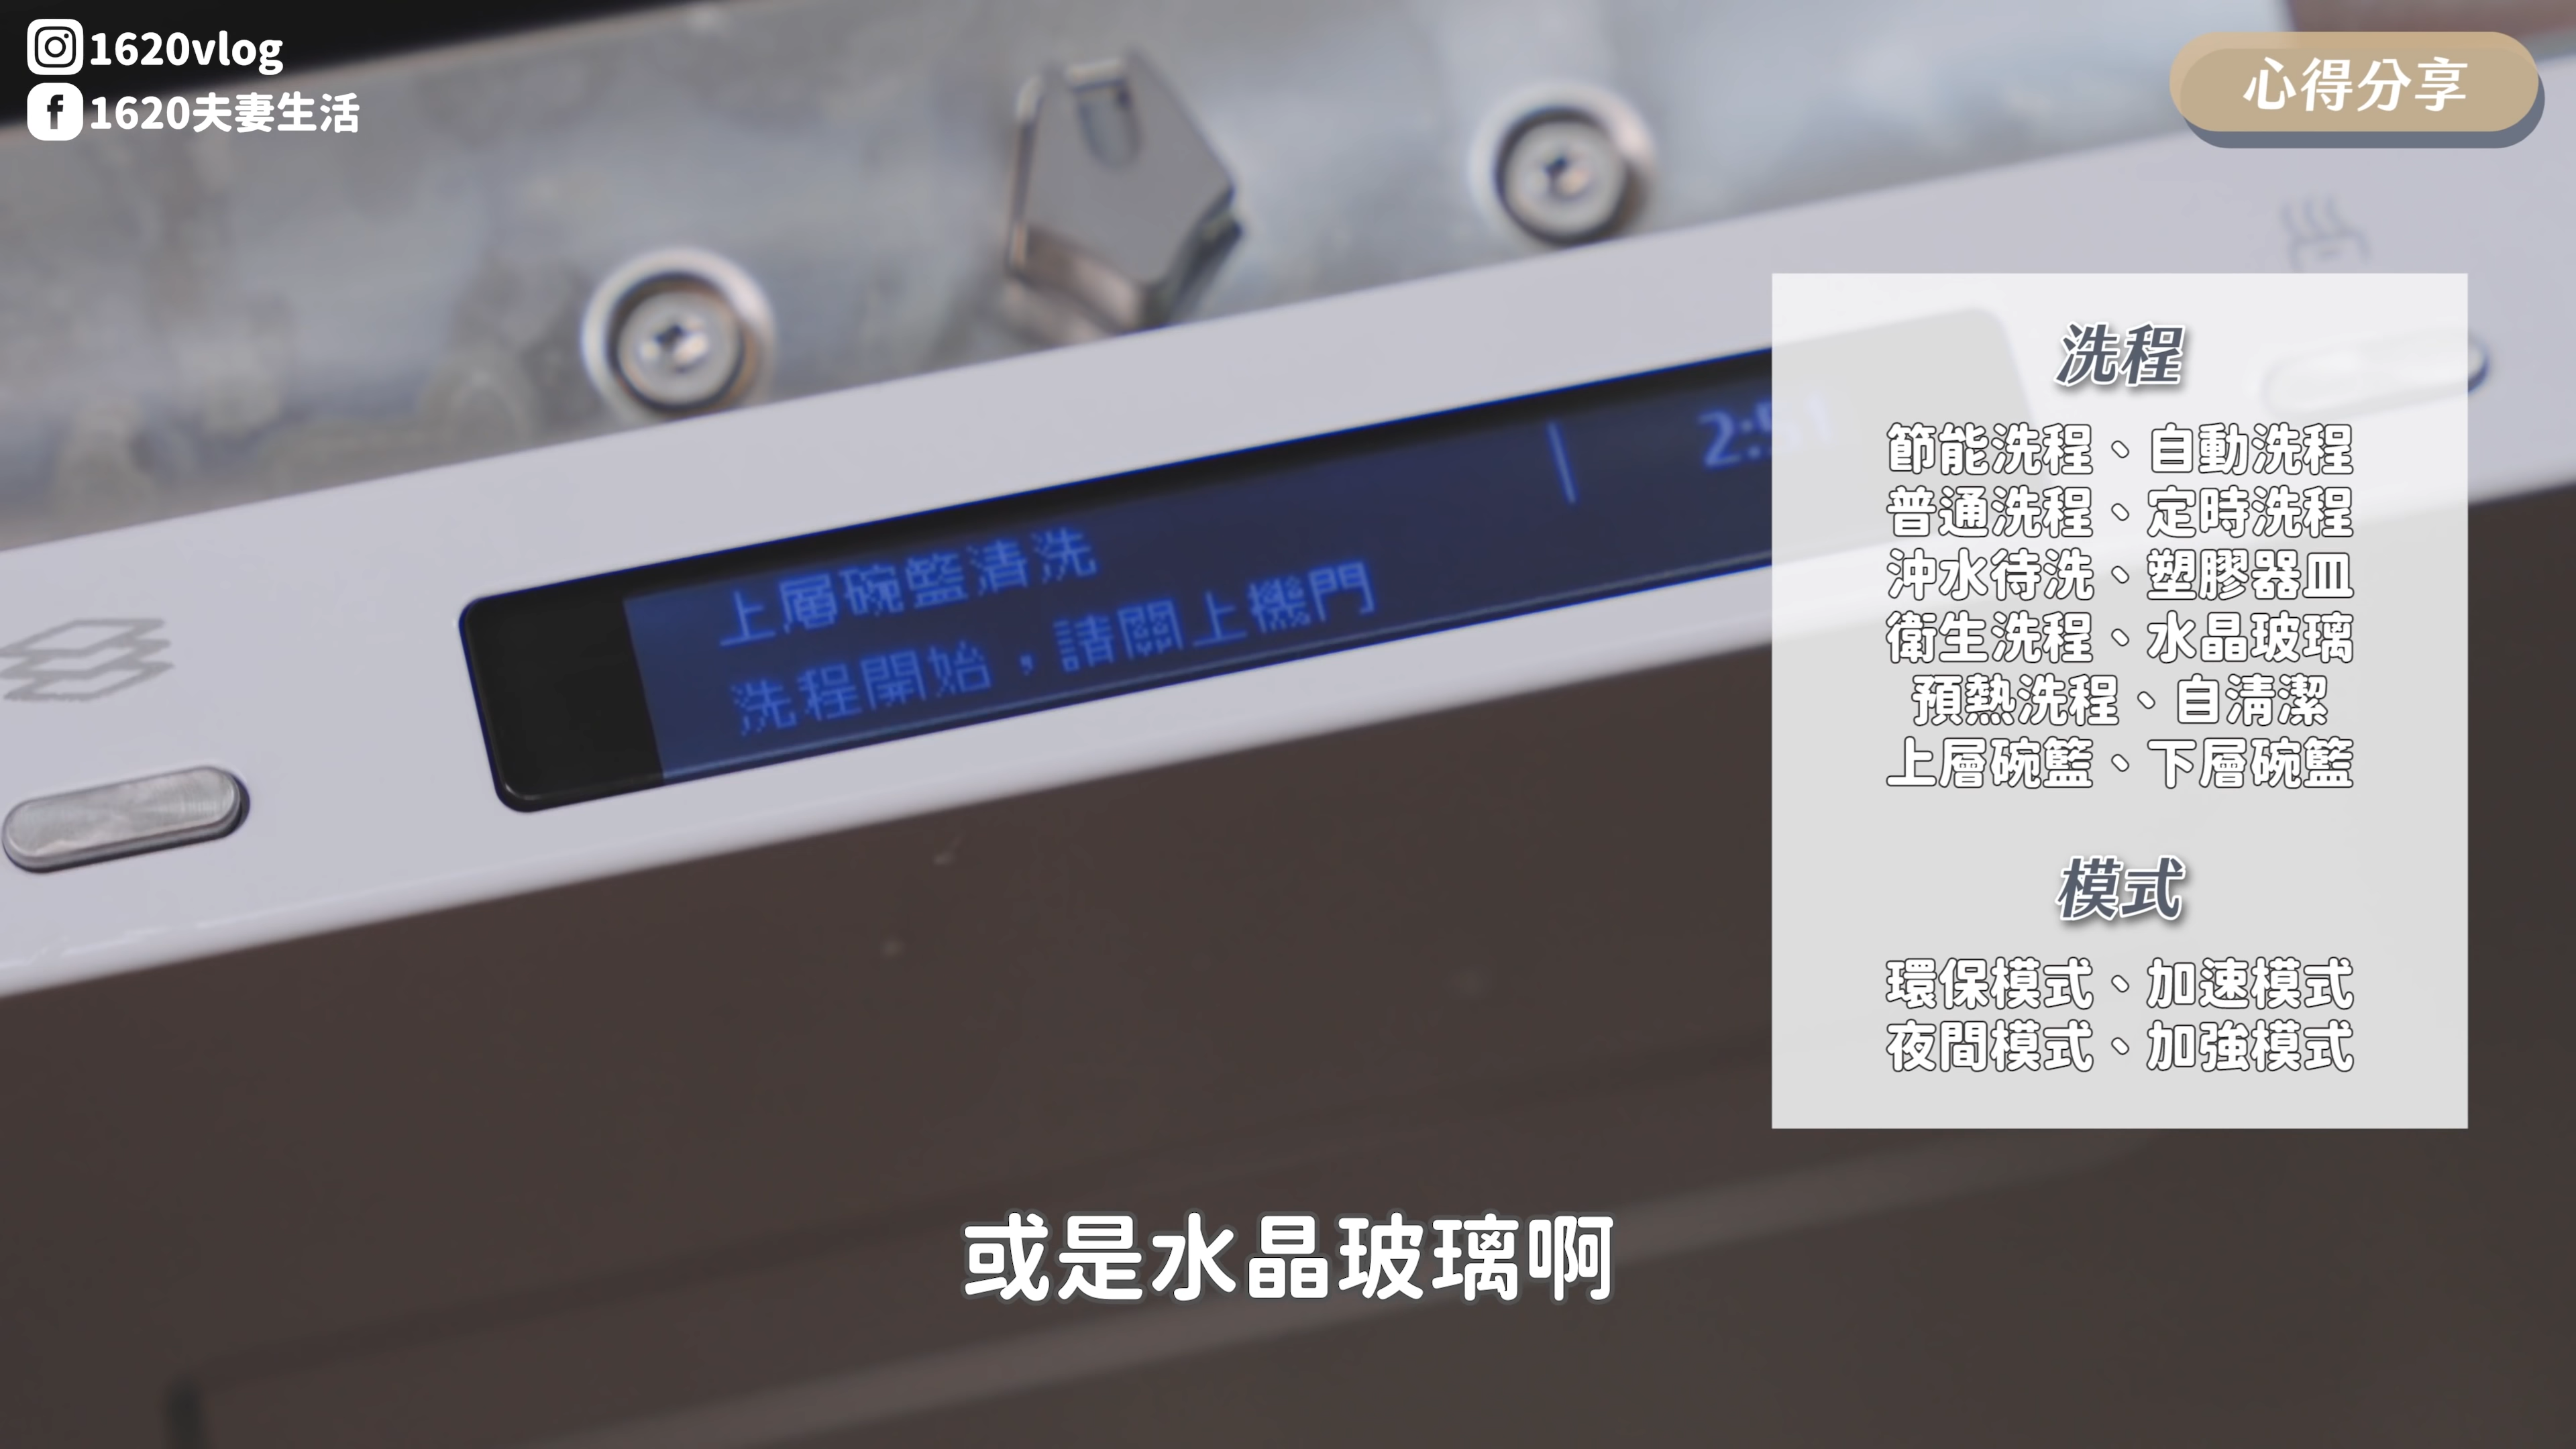 1620vlog
1620夫妻生活
心得分享
上層碗籃清洗
洗程開始，請關上機門
2:51
洗程
節能洗程、自動洗程
普通洗程、定時洗程
沖水待洗、塑膠器皿
衛生洗程、水晶玻璃
預熱洗程、自清潔
上層碗籃、下層碗籃
模式
環保模式、加速模式
夜間模式、加強模式
或是水晶玻璃啊